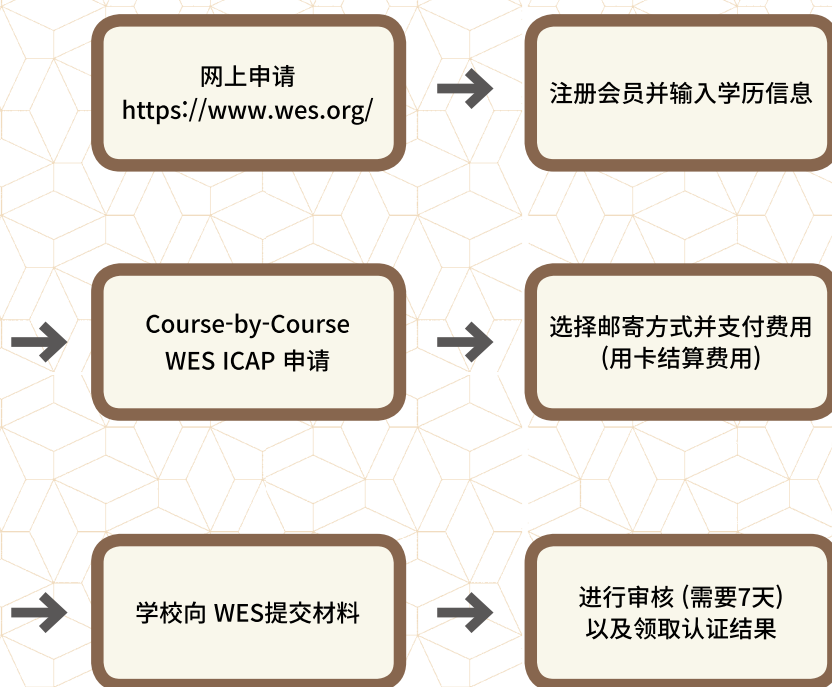 网上申请
https://www.wes.org/
注册会员并输入学历信息
Course-by-Course
WES ICAP 申请
选择邮寄方式并支付费用
(用卡结算费用)
学校向 WES提交材料
进行审核 (需要7天)
以及领取认证结果